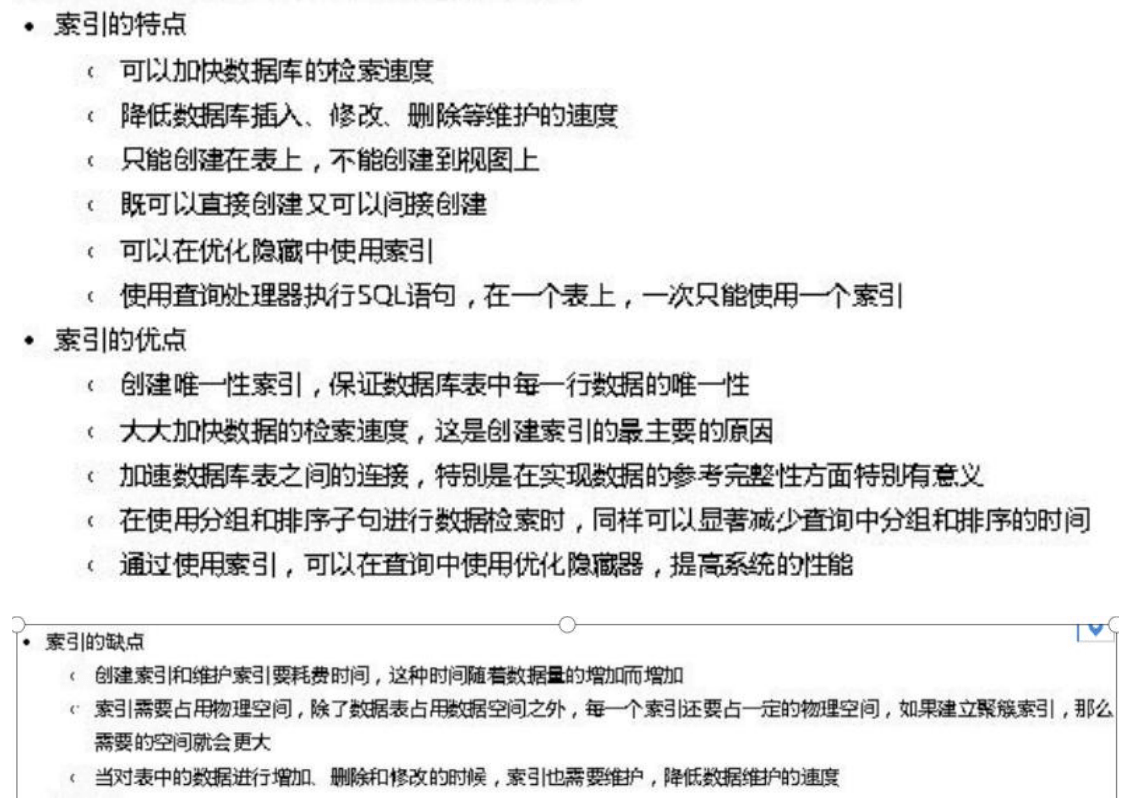 索引的特点
可以加快数据库的检索速度
降低数据库插入、修改、删除等维护的速度
只能创建在表上，不能创建到视图上
既可以直接创建又可以间接创建
可以在优化隐藏中使用索引
使用查询处理器执行SQL语句，在一个表上，一次只能使用一个索引
索引的优点
创建唯一性索引，保证数据库表中每一行数据的唯一性
大大加快数据的检索速度，这是创建索引的最主要的原因
加速数据库表之间的连接，特别是在实现数据的参考完整性方面特别有意义
在使用分组和排序子句进行数据检索时，同样可以显著减少查询中分组和排序的时间
通过使用索引，可以在查询中使用优化隐藏器，提高系统的性能
索引的缺点
创建索引和维护索引要耗费时间，这种时间随着数据量的增加而增加
索引需要占用物理空间，除了数据表占用数据空间之外，每一个索引还要占一定的物理空间，如果建立聚簇索引，那么
需要的空间就会更大
当对表中的数据进行增加、删除和修改的时候，索引也需要维护，降低数据维护的速度